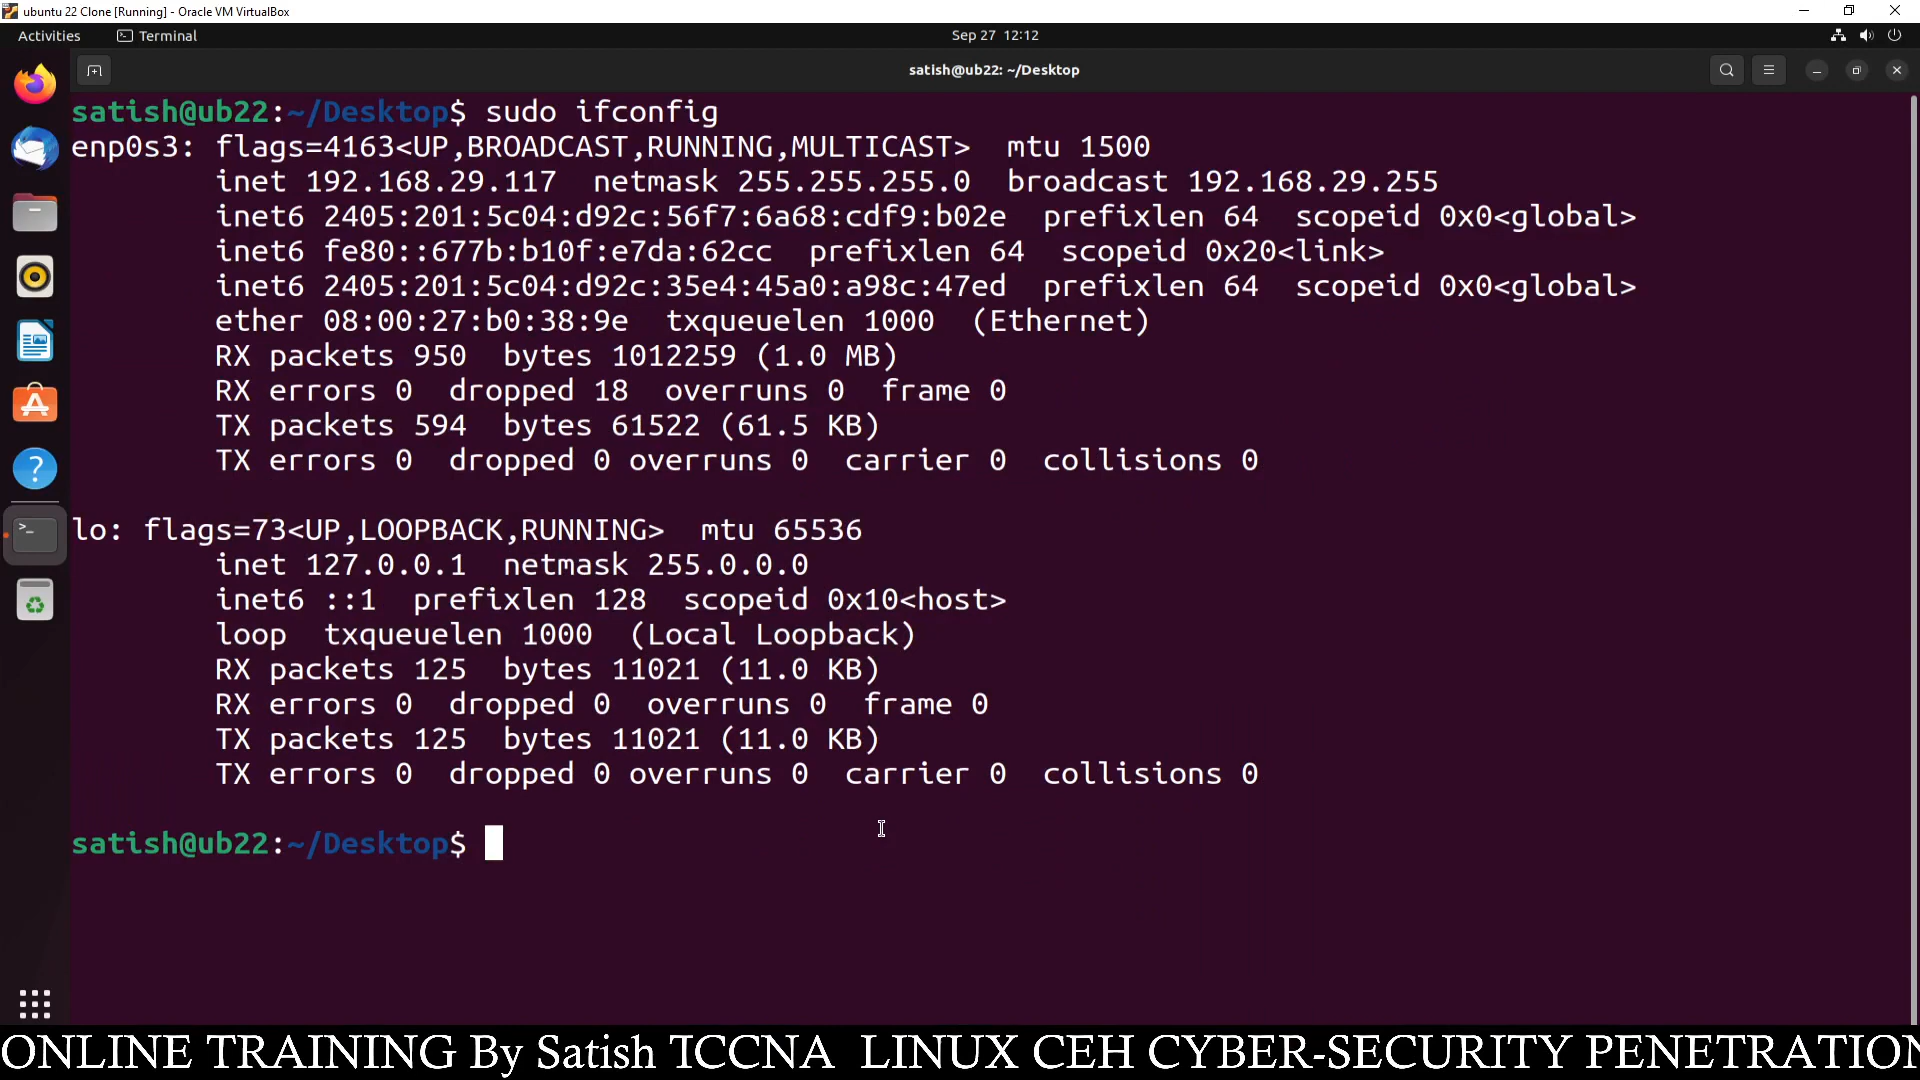 ubuntu 22 Clone [Running] - Oracle VM VirtualBox
Activities Terminal Sep 27 12:12
satish@ub22: ~/Desktop
satish@ub22:~/Desktop$ sudo ifconfig
enp0s3: flags=4163<UP,BROADCAST,RUNNING,MULTICAST>  mtu 1500
        inet 192.168.29.117  netmask 255.255.255.0  broadcast 192.168.29.255
        inet6 2405:201:5c04:d92c:56f7:6a68:cdf9:b02e  prefixlen 64  scopeid 0x0<global>
        inet6 fe80::677b:b10f:e7da:62cc  prefixlen 64  scopeid 0x20<link>
        inet6 2405:201:5c04:d92c:35e4:45a0:a98c:47ed  prefixlen 64  scopeid 0x0<global>
        ether 08:00:27:b0:38:9e  txqueuelen 1000  (Ethernet)
        RX packets 950  bytes 1012259 (1.0 MB)
        RX errors 0  dropped 18  overruns 0  frame 0
        TX packets 594  bytes 61522 (61.5 KB)
        TX errors 0  dropped 0 overruns 0  carrier 0  collisions 0
lo: flags=73<UP,LOOPBACK,RUNNING>  mtu 65536
        inet 127.0.0.1  netmask 255.0.0.0
        inet6 ::1  prefixlen 128  scopeid 0x10<host>
        loop  txqueuelen 1000  (Local Loopback)
        RX packets 125  bytes 11021 (11.0 KB)
        RX errors 0  dropped 0  overruns 0  frame 0
        TX packets 125  bytes 11021 (11.0 KB)
        TX errors 0  dropped 0 overruns 0  carrier 0  collisions 0
satish@ub22:~/Desktop$
ONLINE TRAINING By Satish TCCNA  LINUX CEH CYBER-SECURITY PENETRATION